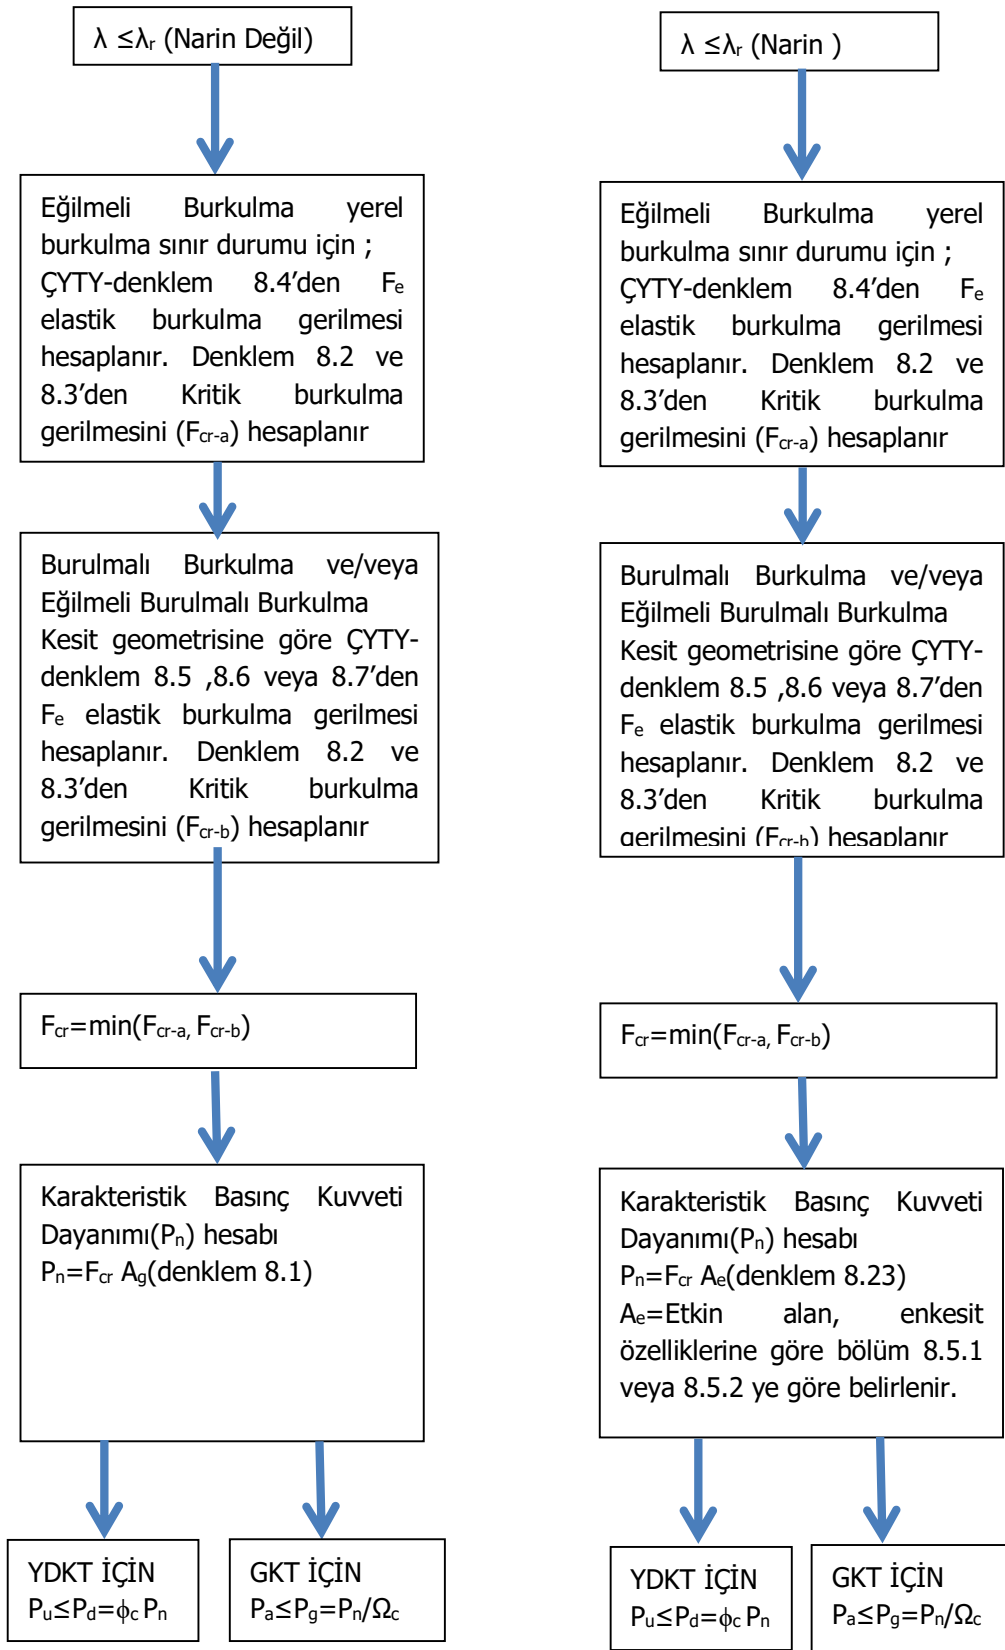 λ ≤λr (Narin Değil)
Eğilmeli Burkulma yerel
burkulma sınır durumu için ;
ÇYTY-denklem 8.4’den Fe
elastik burkulma gerilmesi
hesaplanır. Denklem 8.2 ve
8.3’den Kritik burkulma
gerilmesini (Fcr-a) hesaplanır
Burulmalı Burkulma ve/veya
Eğilmeli Burulmalı Burkulma
Kesit geometrisine göre ÇYTY-
denklem 8.5 ,8.6 veya 8.7’den
Fe elastik burkulma gerilmesi
hesaplanır. Denklem 8.2 ve
8.3’den Kritik burkulma
gerilmesini (Fcr-b) hesaplanır
Fcr=min(Fcr-a, Fcr-b)
Karakteristik Basınç Kuvveti
Dayanımı(Pn) hesabı
Pn=Fcr Ag(denklem 8.1)
YDKT İÇİN
Pu≤Pd=ϕc Pn
GKT İÇİN
Pa≤Pg=Pn/Ωc
λ ≤λr (Narin )
Eğilmeli Burkulma yerel
burkulma sınır durumu için ;
ÇYTY-denklem 8.4’den Fe
elastik burkulma gerilmesi
hesaplanır. Denklem 8.2 ve
8.3’den Kritik burkulma
gerilmesini (Fcr-a) hesaplanır
Burulmalı Burkulma ve/veya
Eğilmeli Burulmalı Burkulma
Kesit geometrisine göre ÇYTY-
denklem 8.5 ,8.6 veya 8.7’den
Fe elastik burkulma gerilmesi
hesaplanır. Denklem 8.2 ve
8.3’den Kritik burkulma
gerilmesini (Fcr-b) hesaplanır
Fcr=min(Fcr-a, Fcr-b)
Karakteristik Basınç Kuvveti
Dayanımı(Pn) hesabı
Pn=Fcr Ae(denklem 8.23)
Ae=Etkin alan, enkesit
özelliklerine göre bölüm 8.5.1
veya 8.5.2 ye göre belirlenir.
YDKT İÇİN
Pu≤Pd=ϕc Pn
GKT İÇİN
Pa≤Pg=Pn/Ωc